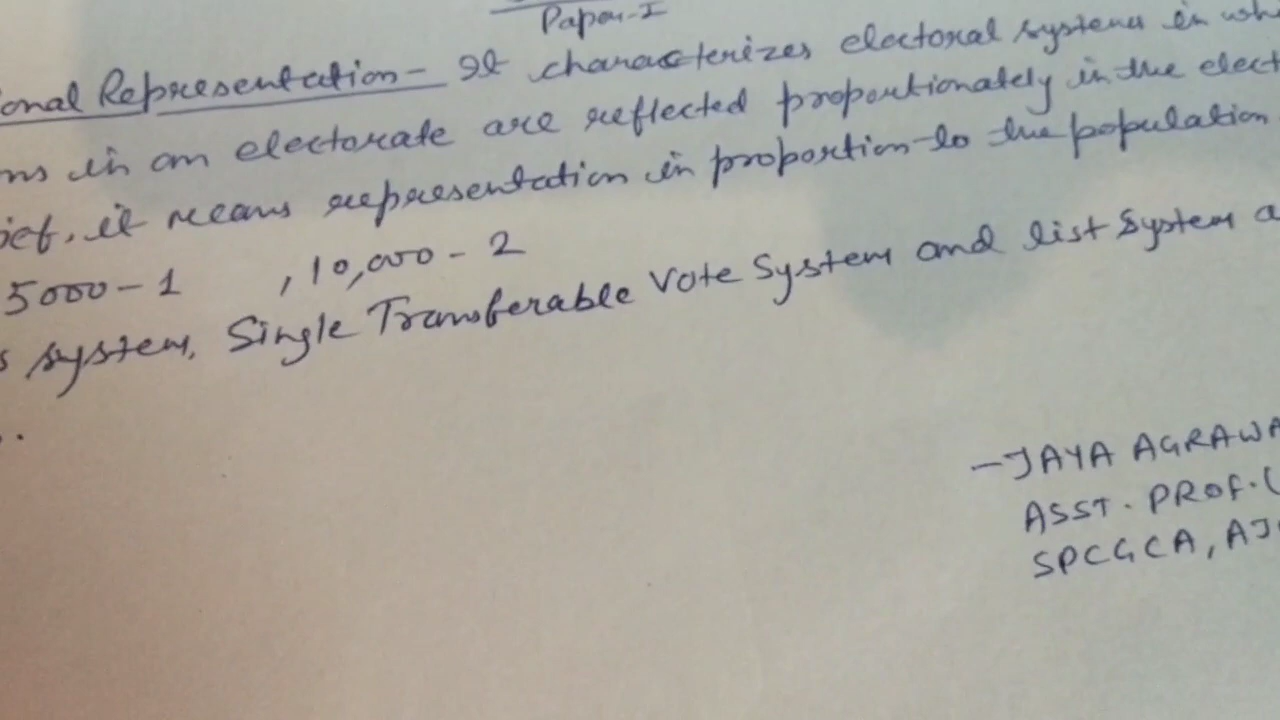 Paper-I
onal Representation- It characterizes electoral systems in whi
ns in an electorate are reflected proportionately in the elect
ief, it means representation in proportion to the population
5000-1 , 10,000-2
s system, Single Transferable Vote System and list System a
..
-JAYA AGRAWA
ASST. PROF. (
SPCGCA, AJ